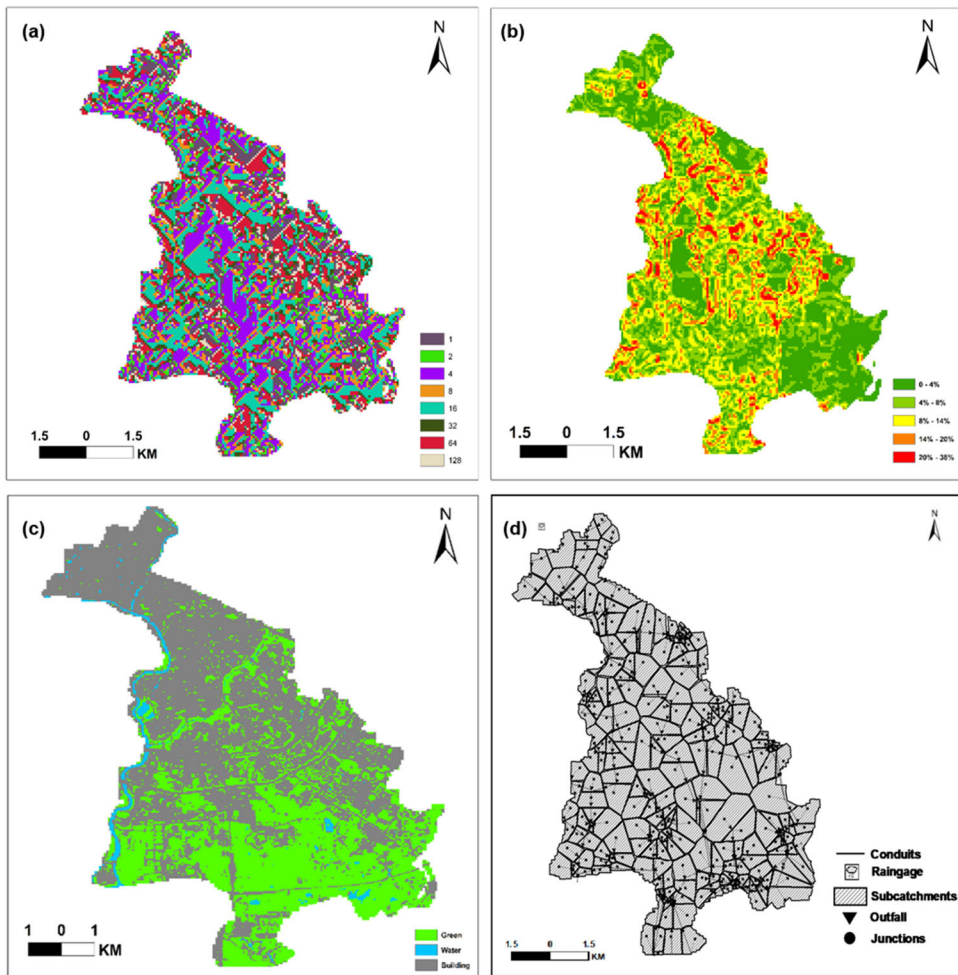 (a)
N
1
2
4
8
16
32
64
128
1.5 0 1.5
KM
(b)
N
0 - 4%
4% - 8%
8% - 14%
14% - 20%
20% - 38%
1.5 0 1.5
KM
(c)
N
Green
Water
Building
1 0 1
KM
(d)
N
Conduits
Raingage
Subcatchments
Outfall
Junctions
1.5 0 1.5
KM